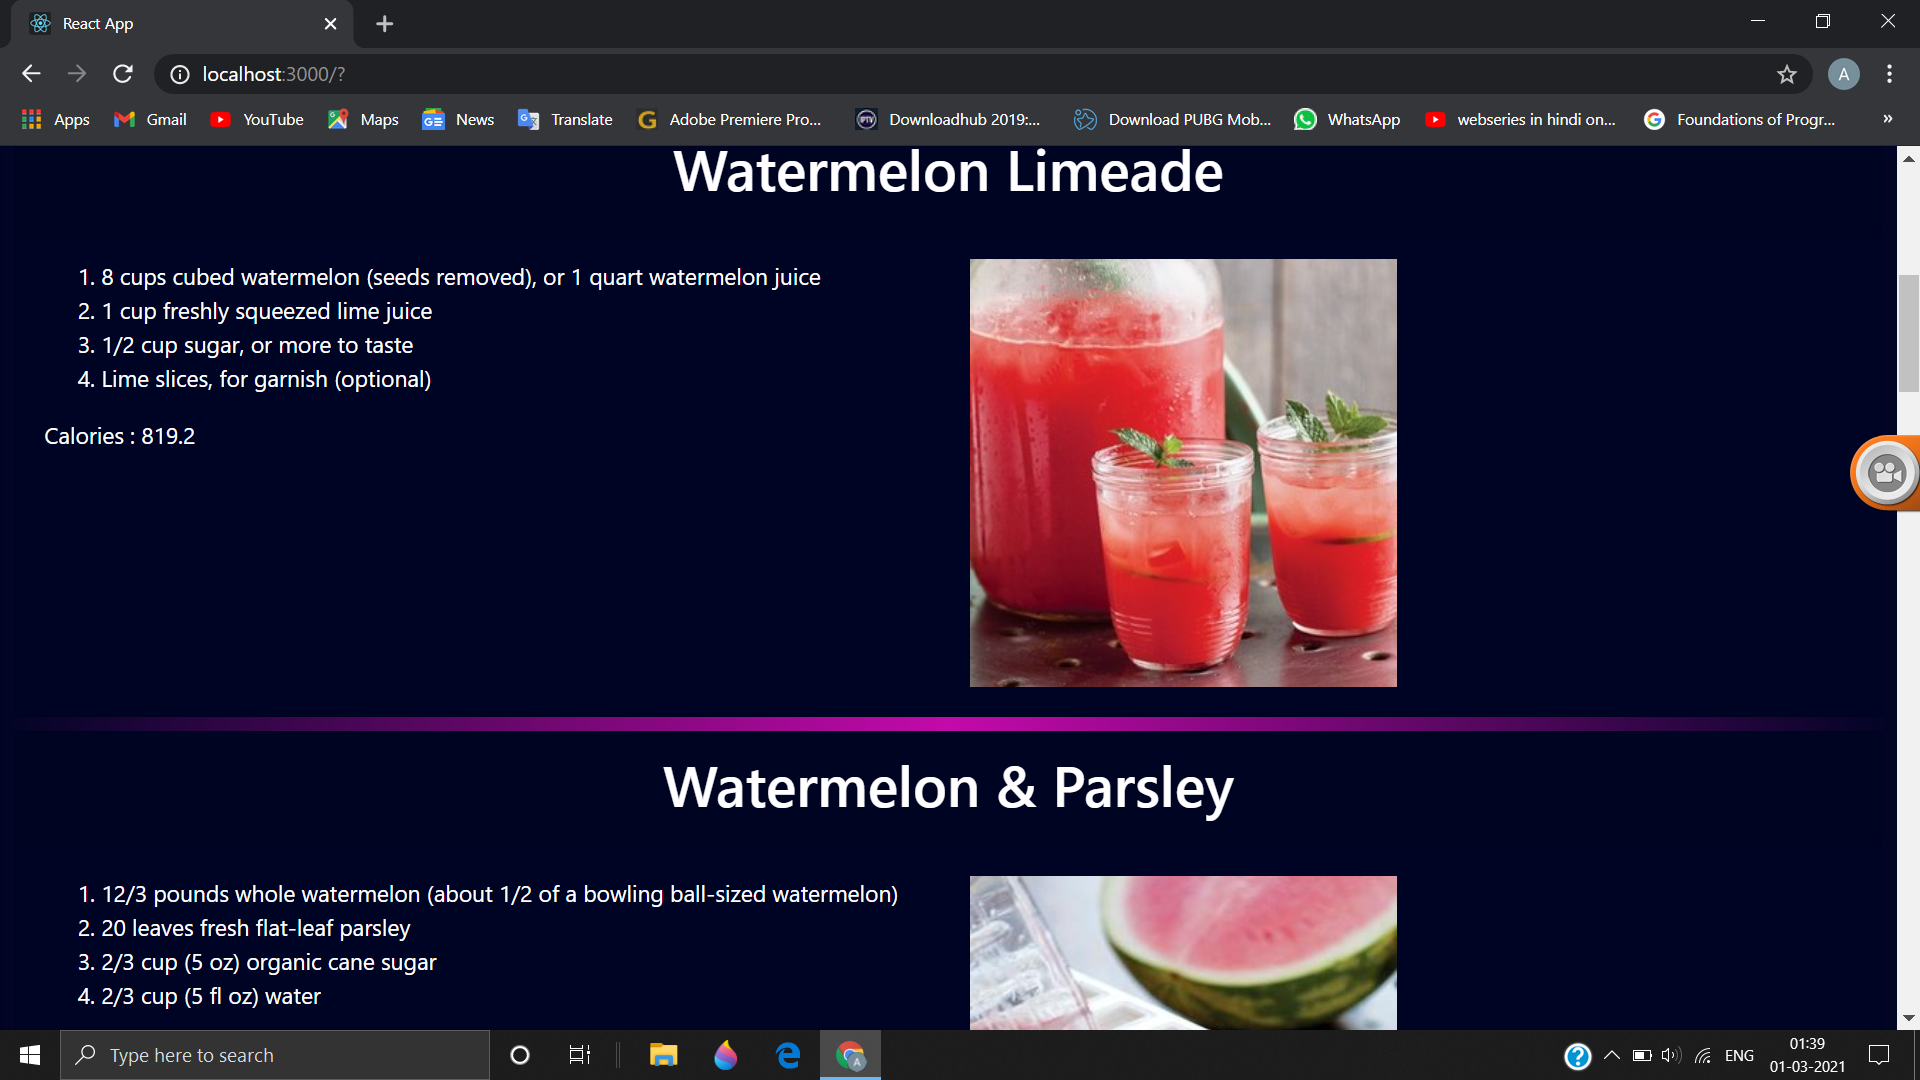 React App
localhost:3000/?
A
Apps
Gmail
YouTube
Maps
News
Translate
Adobe Premiere Pro...
IPTV
Downloadhub 2019:...
Download PUBG Mob...
WhatsApp
webseries in hindi on...
Foundations of Progr...
»
Watermelon Limeade
1. 8 cups cubed watermelon (seeds removed), or 1 quart watermelon juice
2. 1 cup freshly squeezed lime juice
3. 1/2 cup sugar, or more to taste
4. Lime slices, for garnish (optional)
Calories : 819.2
Watermelon & Parsley
1. 12/3 pounds whole watermelon (about 1/2 of a bowling ball-sized watermelon)
2. 20 leaves fresh flat-leaf parsley
3. 2/3 cup (5 oz) organic cane sugar
4. 2/3 cup (5 fl oz) water
Type here to search
ENG
01:39
01-03-2021